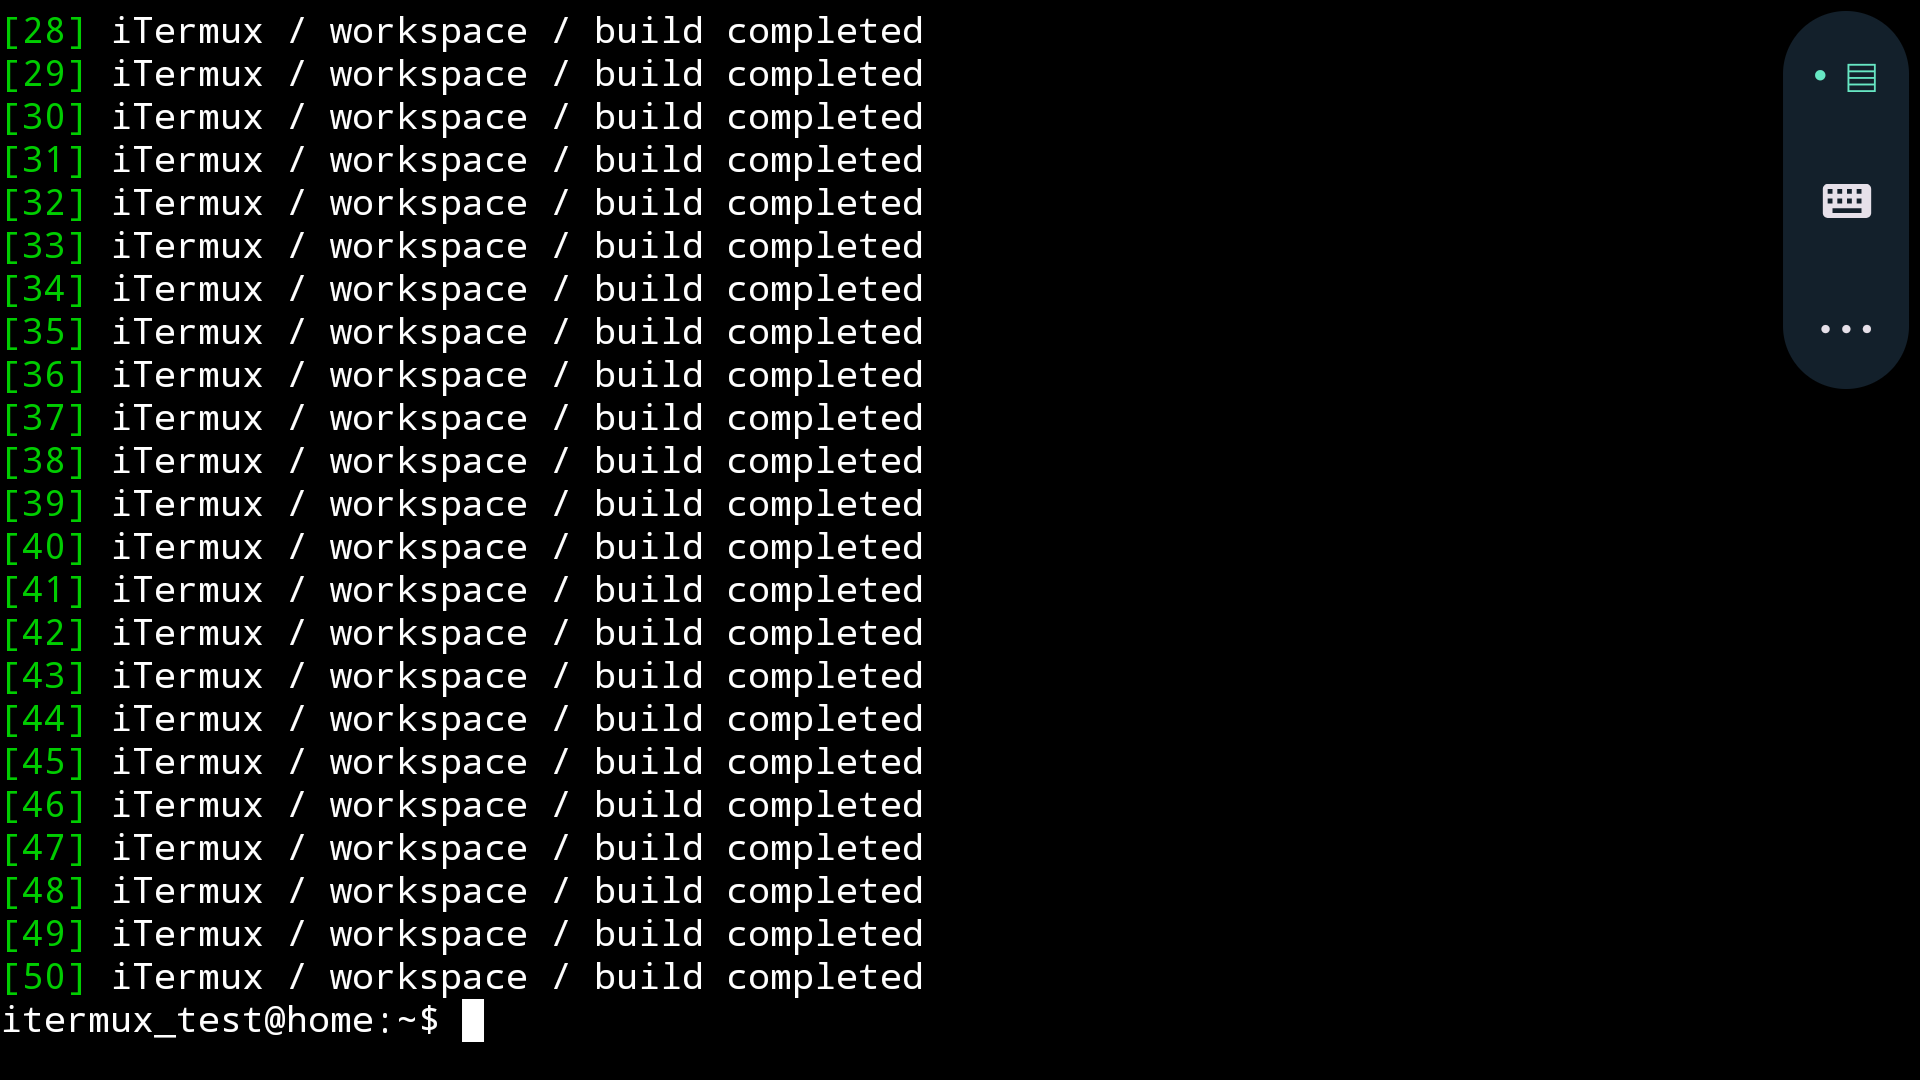 [28] iTermux / workspace / build completed
[29] iTermux / workspace / build completed
[30] iTermux / workspace / build completed
[31] iTermux / workspace / build completed
[32] iTermux / workspace / build completed
[33] iTermux / workspace / build completed
[34] iTermux / workspace / build completed
[35] iTermux / workspace / build completed
[36] iTermux / workspace / build completed
[37] iTermux / workspace / build completed
[38] iTermux / workspace / build completed
[39] iTermux / workspace / build completed
[40] iTermux / workspace / build completed
[41] iTermux / workspace / build completed
[42] iTermux / workspace / build completed
[43] iTermux / workspace / build completed
[44] iTermux / workspace / build completed
[45] iTermux / workspace / build completed
[46] iTermux / workspace / build completed
[47] iTermux / workspace / build completed
[48] iTermux / workspace / build completed
[49] iTermux / workspace / build completed
[50] iTermux / workspace / build completed
itermux_test@home:~$